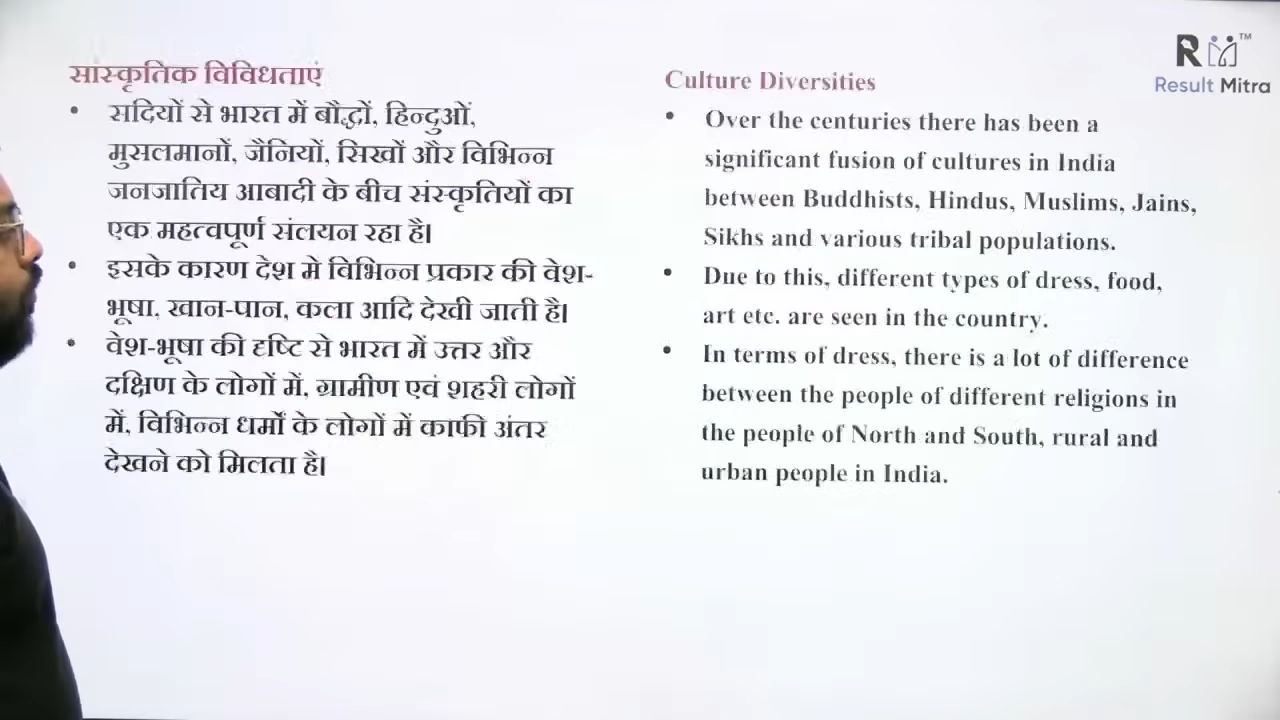 सांस्कृतिक विविधताएं
• सदियों से भारत में बौद्धों, हिन्दुओं,
मुसलमानों, जैनियों, सिखों और विभिन्न
जनजातिय आबादी के बीच संस्कृतियों का
एक महत्वपूर्ण संलयन रहा है।
• इसके कारण देश मे विभिन्न प्रकार की वेश-
भूषा, खान-पान, कला आदि देखी जाती है।
• वेश-भूषा की दृष्टि से भारत में उत्तर और
दक्षिण के लोगों में, ग्रामीण एवं शहरी लोगों
में, विभिन्न धर्मों के लोगों में काफी अंतर
देखने को मिलता है।
Culture Diversities
• Over the centuries there has been a
significant fusion of cultures in India
between Buddhists, Hindus, Muslims, Jains,
Sikhs and various tribal populations.
• Due to this, different types of dress, food,
art etc. are seen in the country.
• In terms of dress, there is a lot of difference
between the people of different religions in
the people of North and South, rural and
urban people in India.
R TM
Result Mitra